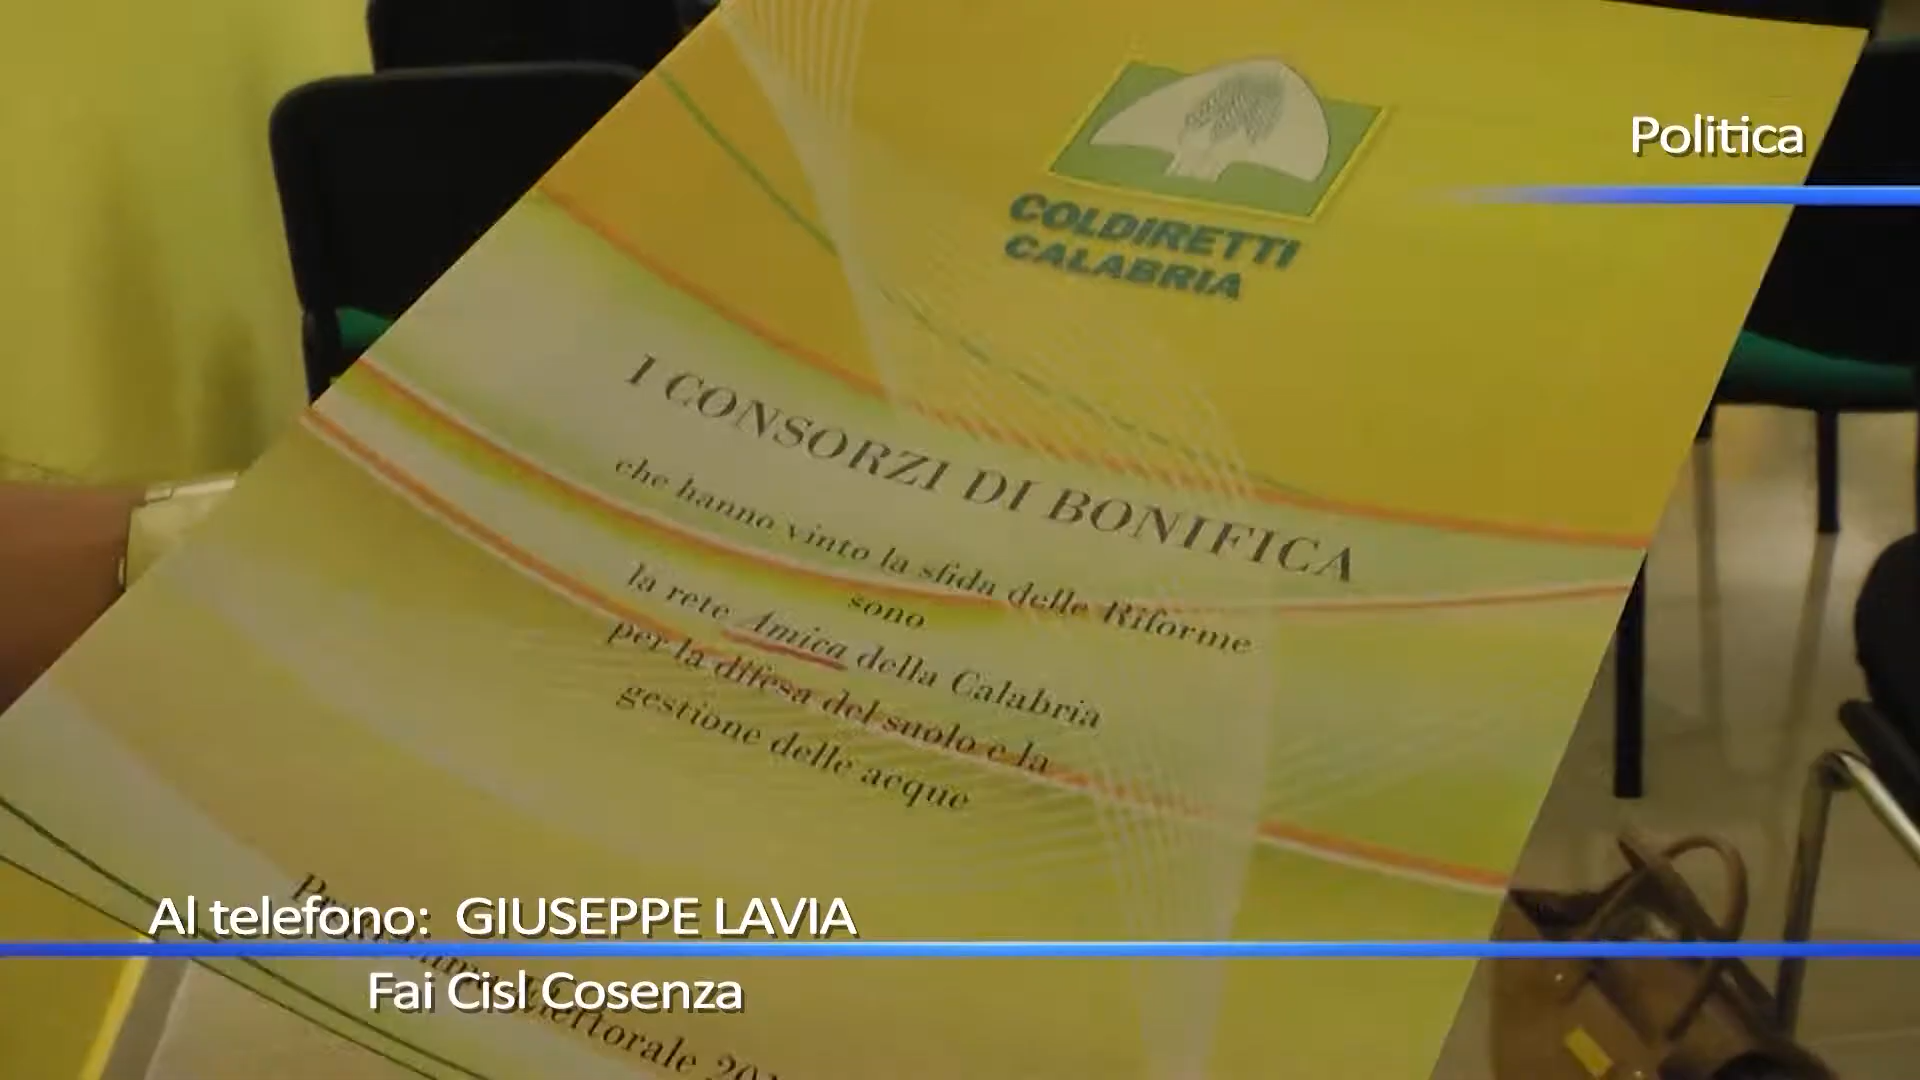 Politica
COLDIRETTI
CALABRIA
I CONSORZI DI BONIFICA
che hanno vinto la sfida delle Riforme
sono
la rete Amica della Calabria
per la difesa del suolo e la
gestione delle acque
Al telefono: GIUSEPPE LAVIA
Fai Cisl Cosenza
Elettorale